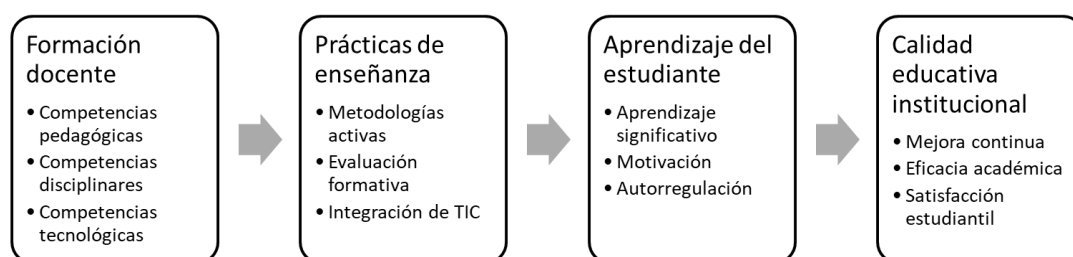 Formación
docente
• Competencias
pedagógicas
• Competencias
disciplinares
• Competencias
tecnológicas
Prácticas de
enseñanza
• Metodologías
activas
• Evaluación
formativa
• Integración de TIC
Aprendizaje del
estudiante
• Aprendizaje
significativo
• Motivación
• Autorregulación
Calidad
educativa
institucional
• Mejora continua
• Eficacia académica
• Satisfacción
estudiantil